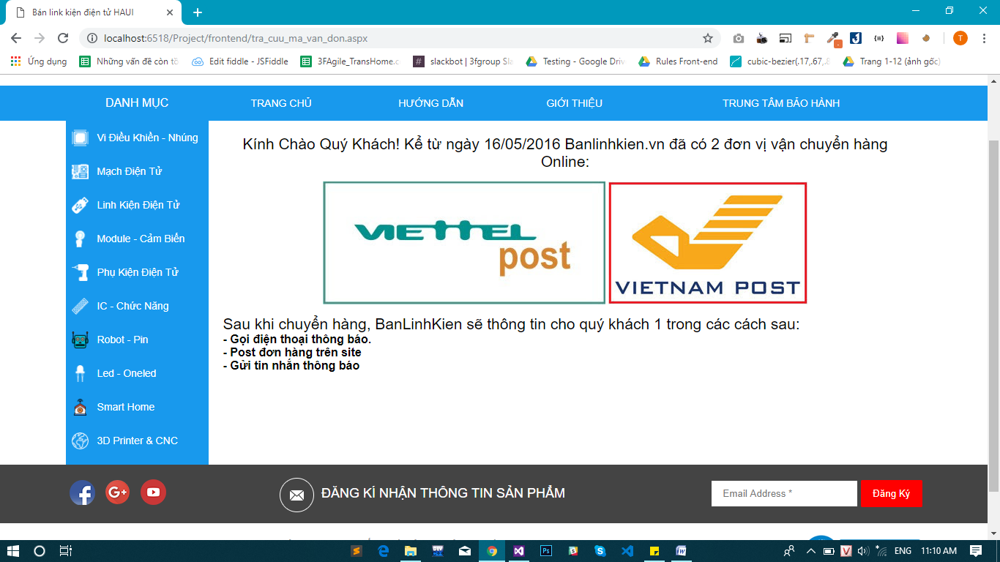 Bán link kiện điện tử HAUI
localhost:6518/Project/frontend/tra_cuu_ma_van_don.aspx
T
Ứng dụng
Những vấn đề còn tồ
Edit fiddle - JSFiddle
3FAgile_TransHome.c
slackbot | 3fgroup Sla
Testing - Google Driv
Rules Front-end
cubic-bezier(.17,.67,.8
Trang 1-12 (ảnh gốc)
DANH MỤC
TRANG CHỦ
HƯỚNG DẪN
GIỚI THIỆU
TRUNG TÂM BẢO HÀNH
Vi Điều Khiển - Nhúng
Mạch Điện Tử
Linh Kiện Điện Tử
Module - Cảm Biến
Phụ Kiện Điện Tử
IC - Chức Năng
Robot - Pin
Led - Oneled
Smart Home
3D Printer & CNC
Kính Chào Quý Khách! Kể từ ngày 16/05/2016 Banlinhkien.vn đã có 2 đơn vị vận chuyển hàng
Online:
VIETTEL
post
VIETNAM POST
Sau khi chuyển hàng, BanLinhKien sẽ thông tin cho quý khách 1 trong các cách sau:
- Gọi điện thoại thông báo.
- Post đơn hàng trên site
- Gửi tin nhắn thông báo
ĐĂNG KÍ NHẬN THÔNG TIN SẢN PHẨM
Email Address *
Đăng Ký
ENG
11:10 AM